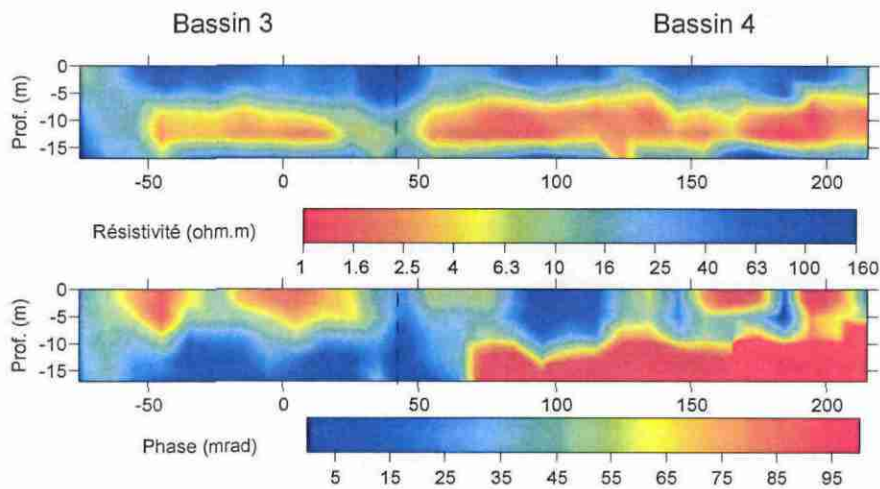 Bassin 3 Bassin 4
Prof. (m)
0
-5
-10
-15
-50 0 50 100 150 200
Résistivité (ohm.m)
1 1.6 2.5 4 6.3 10 16 25 40 63 100 160
Prof. (m)
0
-5
-10
-15
-50 0 50 100 150 200
Phase (mrad)
5 15 25 35 45 55 65 75 85 95